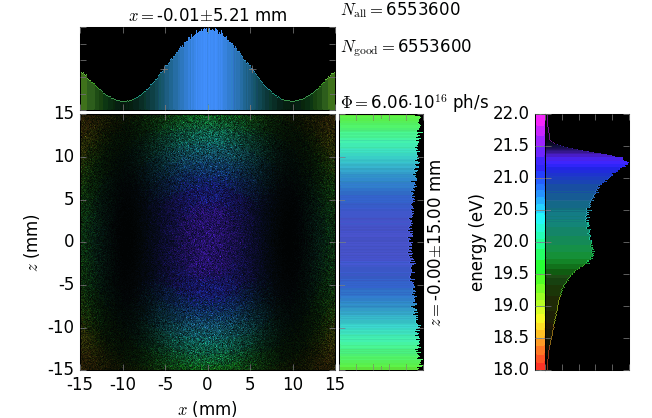 x = -0.01±5.21 mm
N_all = 6553600
N_good = 6553600
Φ = 6.06·10^16 ph/s
15
10
5
0
-5
-10
-15
z (mm)
-15 -10 -5 0 5 10 15
x (mm)
z = -0.00±15.00 mm
energy (eV)
22.0
21.5
21.0
20.5
20.0
19.5
19.0
18.5
18.0